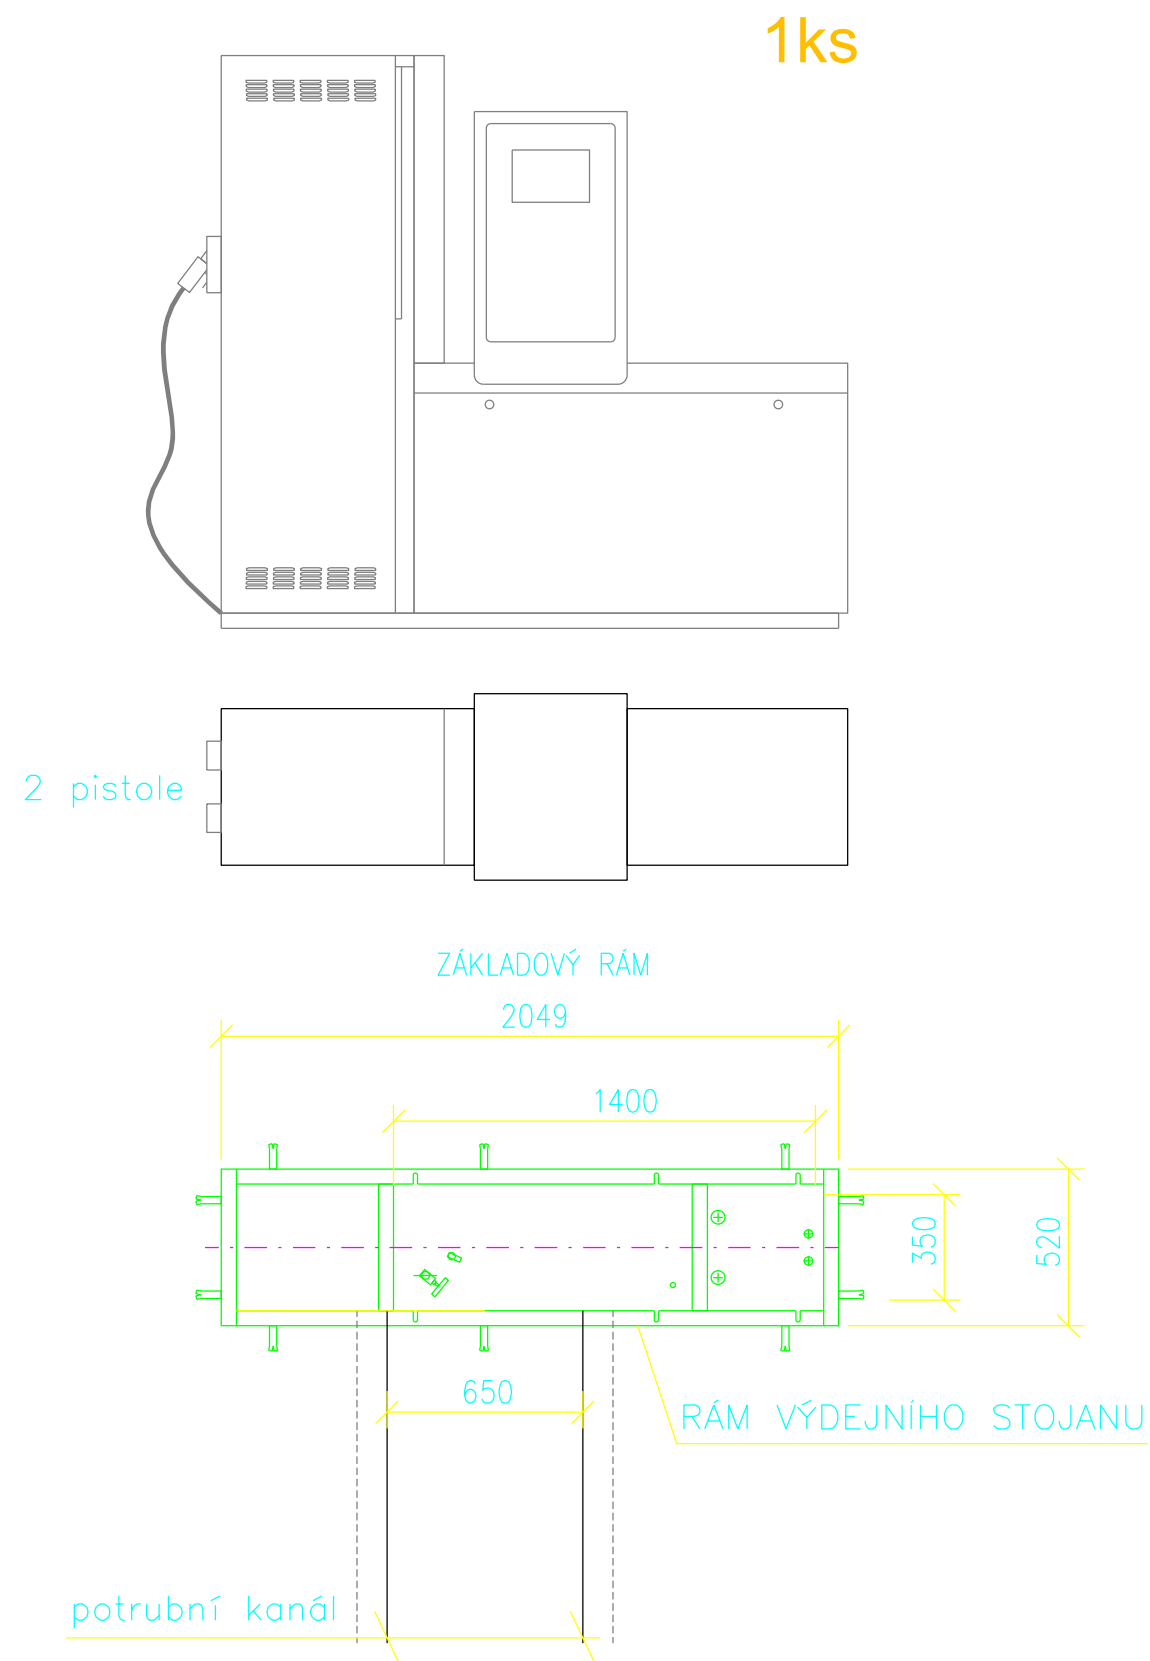 1ks
2 pistole
ZÁKLADOVÝ RÁM
2049
1400
350
520
650
RÁM VÝDEJNÍHO STOJANU
potrubní kanál